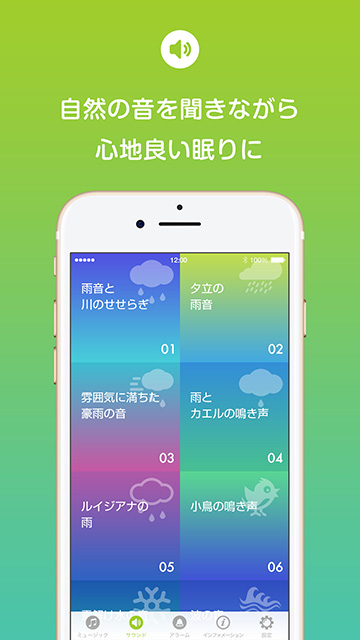 自然の音を聞きながら
心地良い眠りに
12:00
100%
雨音と
川のせせらぎ
01
夕立の
雨音
02
雰囲気に満ちた
豪雨の音
03
雨と
カエルの鳴き声
04
ルイジアナの
雨
05
小鳥の鳴き声
06
ミュージック
サウンド
アラーム
インフォメーション
設定